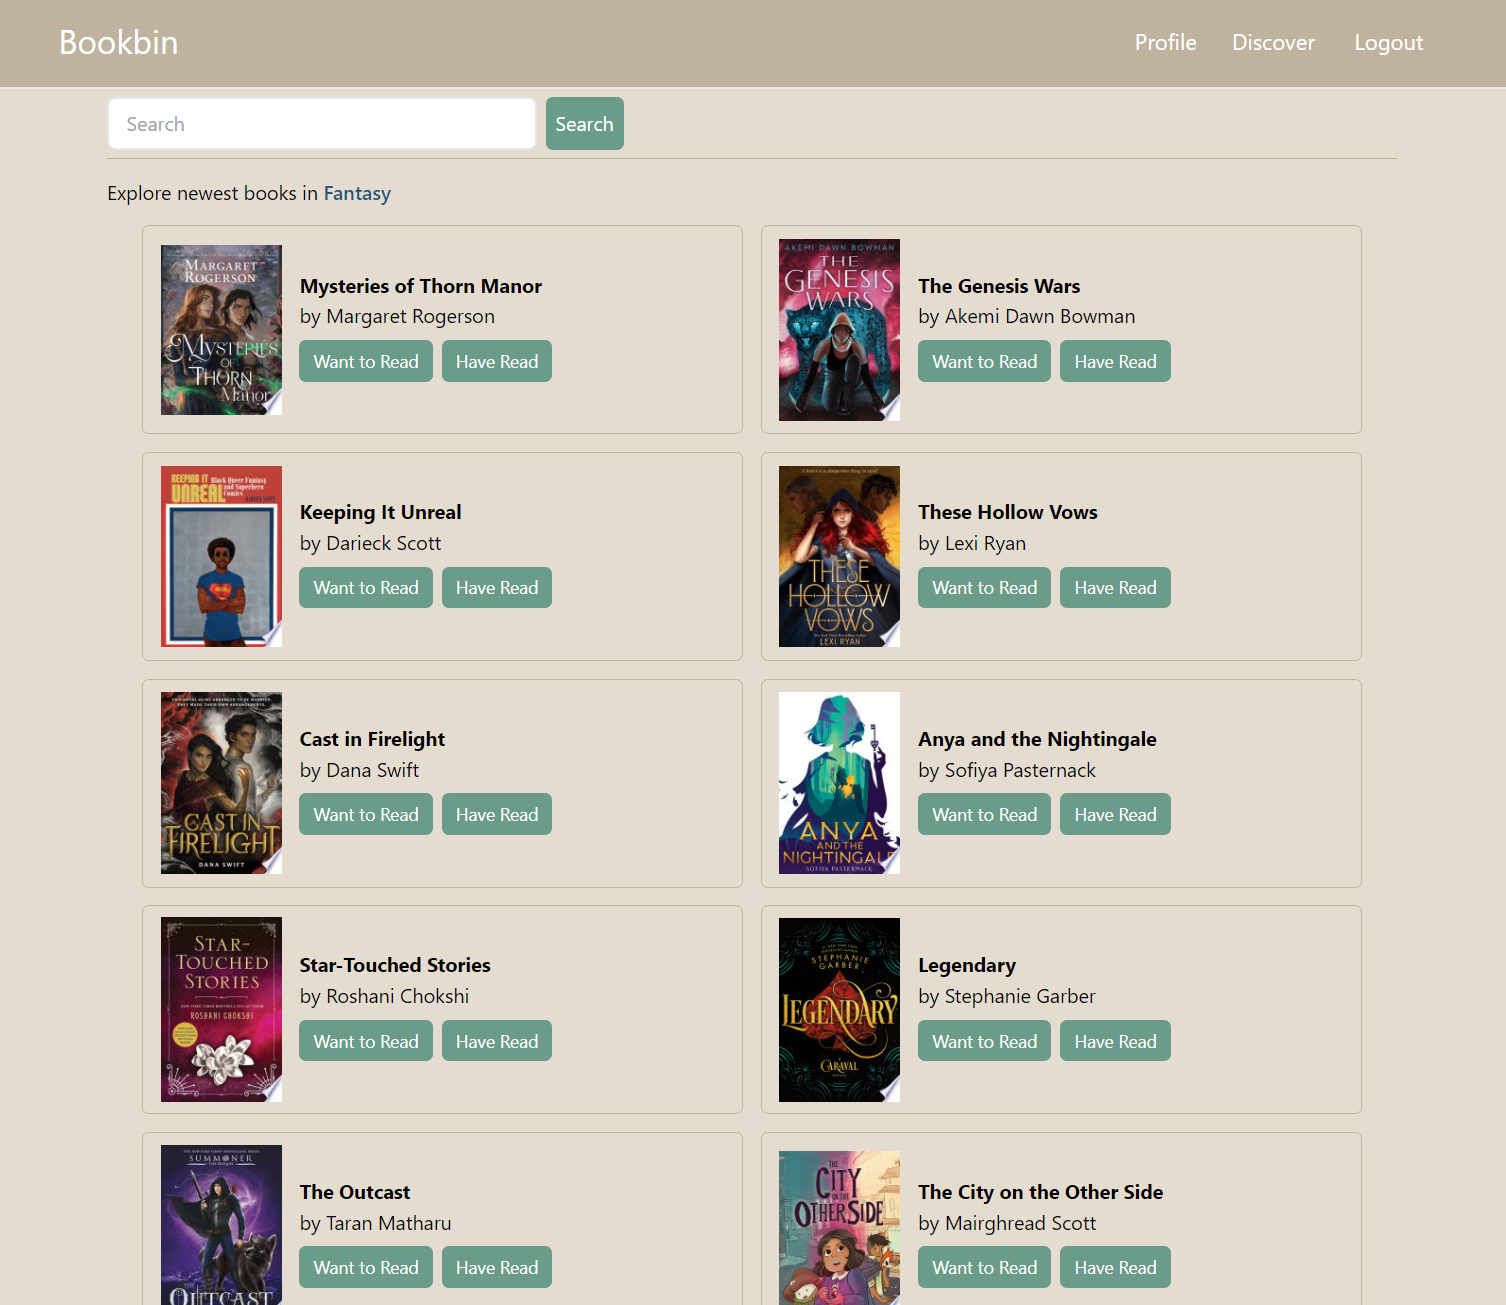 Bookbin
Profile Discover Logout
Search Search
Explore newest books in Fantasy
MARGARET
ROGERSON
MYSTERIES
OF
THORN
Manor
Mysteries of Thorn Manor
by Margaret Rogerson
Want to Read Have Read
AKEMI DAWN BOWMAN
THE
GENESIS
WARS
The Genesis Wars
by Akemi Dawn Bowman
Want to Read Have Read
KEEPING IT
UNREAL
Black Queer Fantasy
and Superhero
Comics
Keeping It Unreal
by Darieck Scott
Want to Read Have Read
THESE
HOLLOW
VOWS
LEXI RYAN
These Hollow Vows
by Lexi Ryan
Want to Read Have Read
CAST IN
FIRELIGHT
DANA SWIFT
Cast in Firelight
by Dana Swift
Want to Read Have Read
ANYA
AND THE
NIGHTINGALE
SOFIYA PASTERNACK
Anya and the Nightingale
by Sofiya Pasternack
Want to Read Have Read
STAR-
TOUCHED
STORIES
ROSHANI CHOKSHI
Star-Touched Stories
by Roshani Chokshi
Want to Read Have Read
STEPHANIE
GARBER
LEGENDARY
CARAVAL
Legendary
by Stephanie Garber
Want to Read Have Read
SUMMONER
THE
OUTCAST
The Outcast
by Taran Matharu
Want to Read Have Read
THE
CITY
ON THE
OTHER SIDE
The City on the Other Side
by Mairghread Scott
Want to Read Have Read